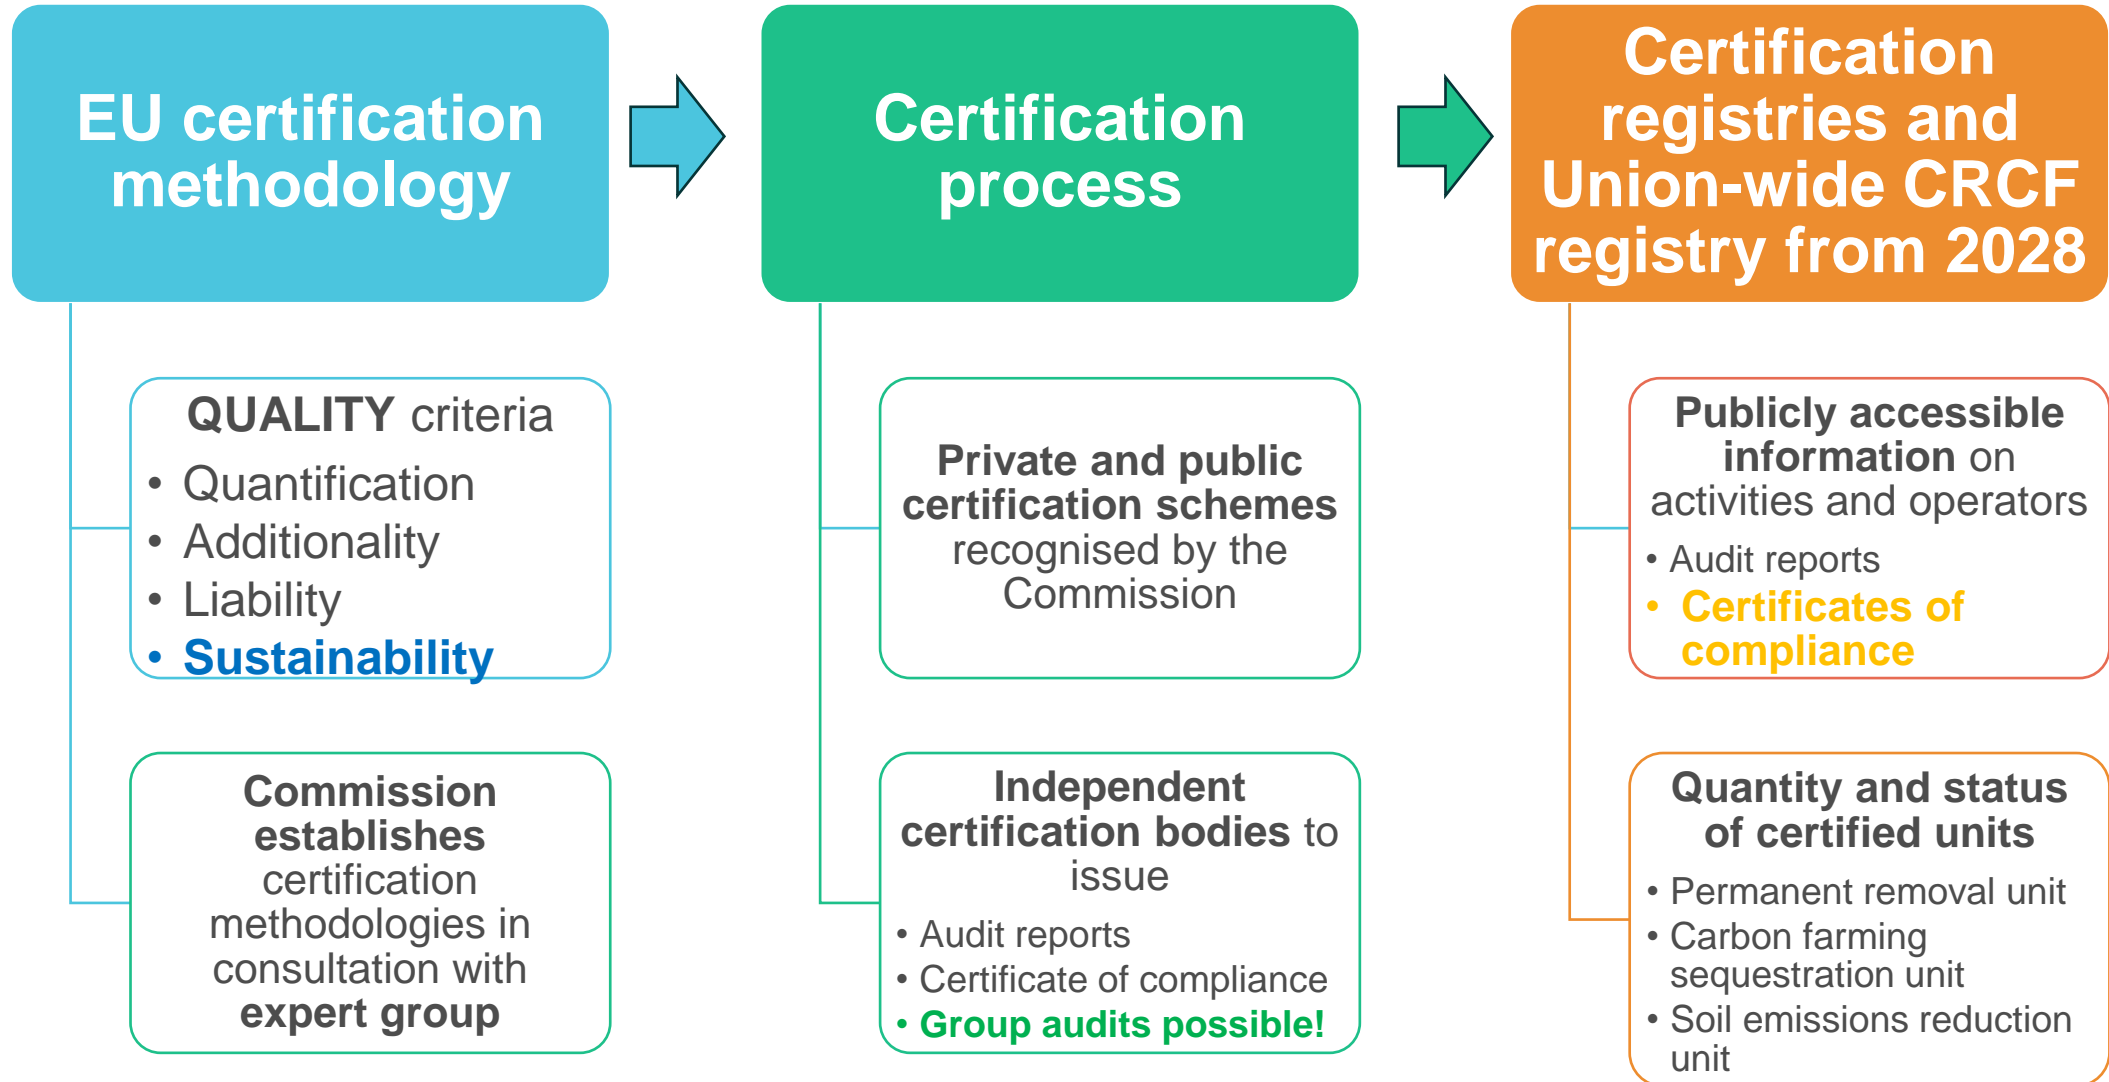 EU certification
methodology
QUALITY criteria
• Quantification
• Additionality
• Liability
• Sustainability
Commission
establishes
certification
methodologies in
consultation with
expert group
Certification
process
Private and public
certification schemes
recognised by the
Commission
Independent
certification bodies to
issue
• Audit reports
• Certificate of compliance
• Group audits possible!
Certification
registries and
Union-wide CRCF
registry from 2028
Publicly accessible
information on
activities and operators
• Audit reports
• Certificates of
compliance
Quantity and status
of certified units
• Permanent removal unit
• Carbon farming
sequestration unit
• Soil emissions reduction
unit